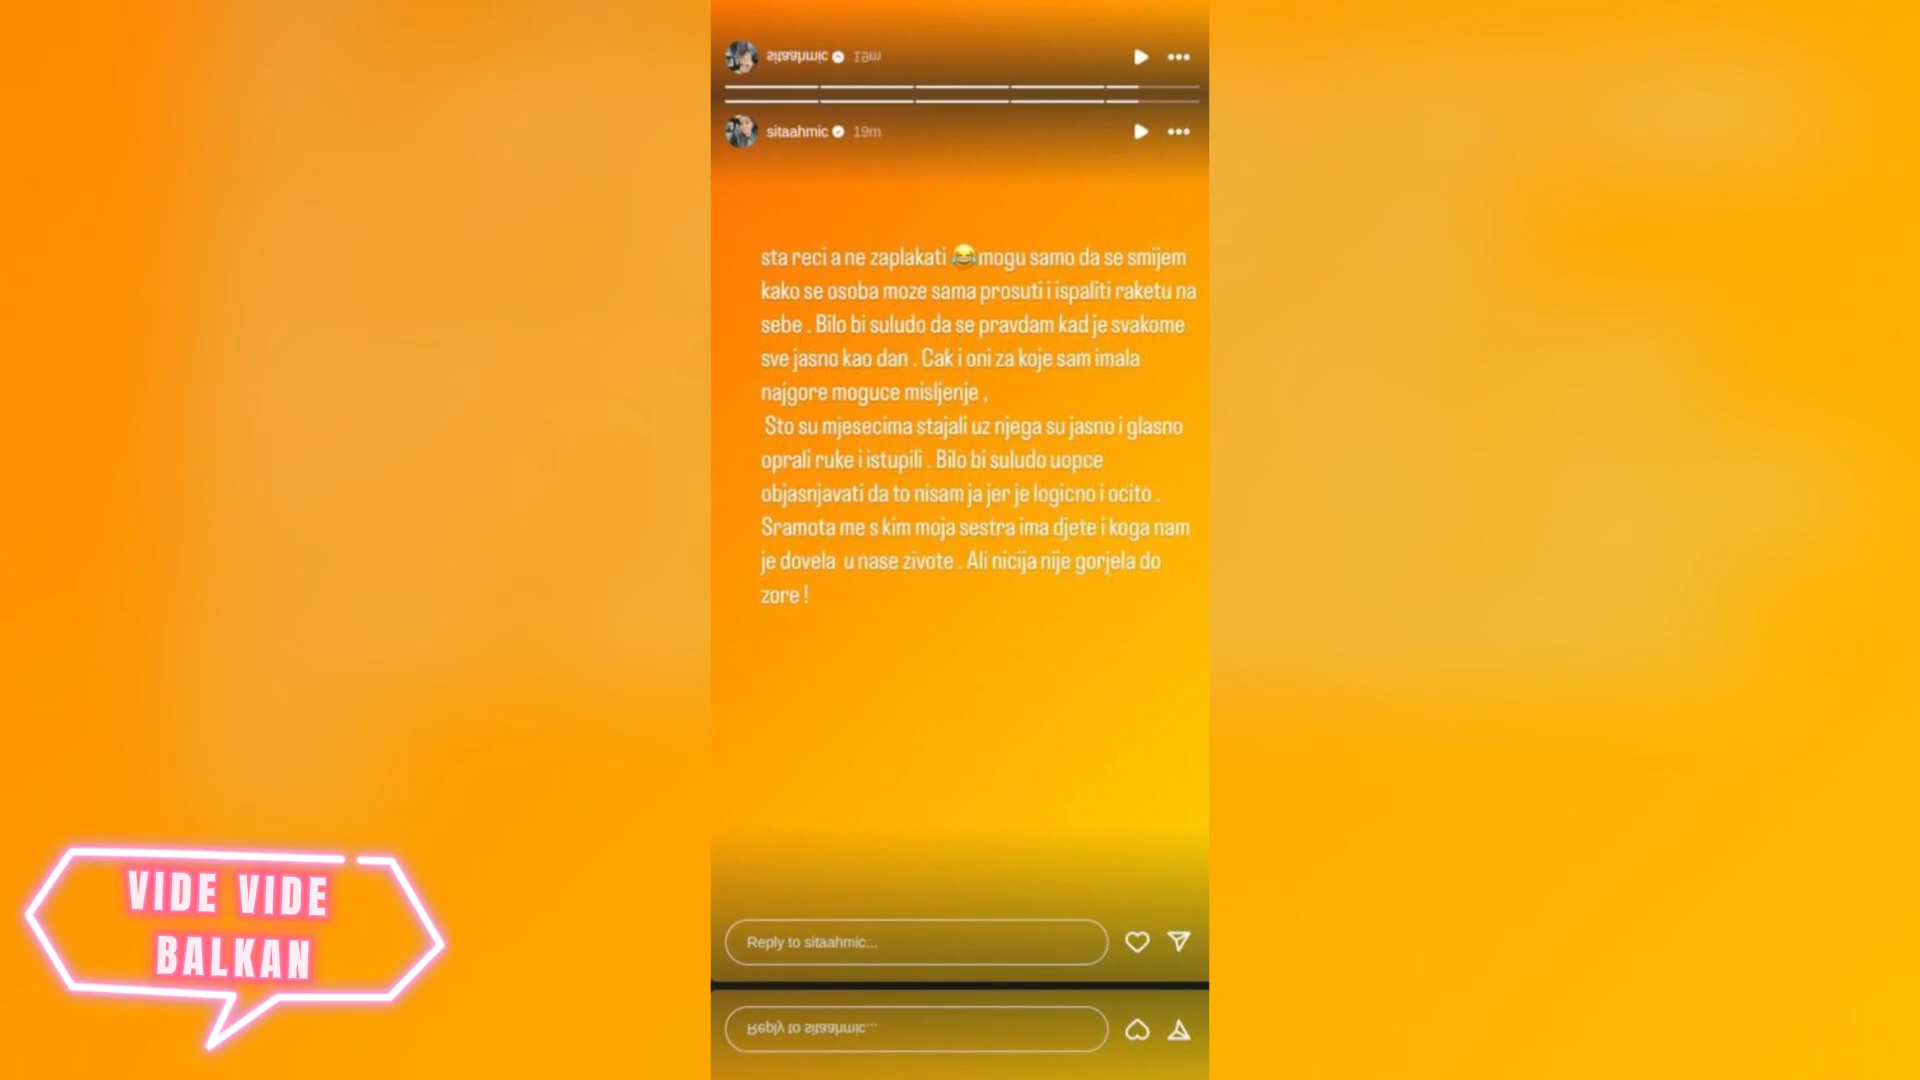 sitaahmic 19m
sitaahmic 19m
sta reci a ne zaplakati 😂mogu samo da se smijem
kako se osoba moze sama prosuti i ispaliti raketu na
sebe . Bilo bi suludo da se pravdam kad je svakome
sve jasno kao dan . Cak i oni za koje sam imala
najgore moguce misljenje ,
Sto su mjesecima stajali uz njega su jasno i glasno
oprali ruke i istupili . Bilo bi suludo uopce
objasnjavati da to nisam ja jer je logicno i ocito .
Sramota me s kim moja sestra ima djete i koga nam
je dovela u nase zivote . Ali nicija nije gorjela do
zore !
VIDE VIDE
BALKAN
Reply to sitaahmic...
Reply to sitaahmic...